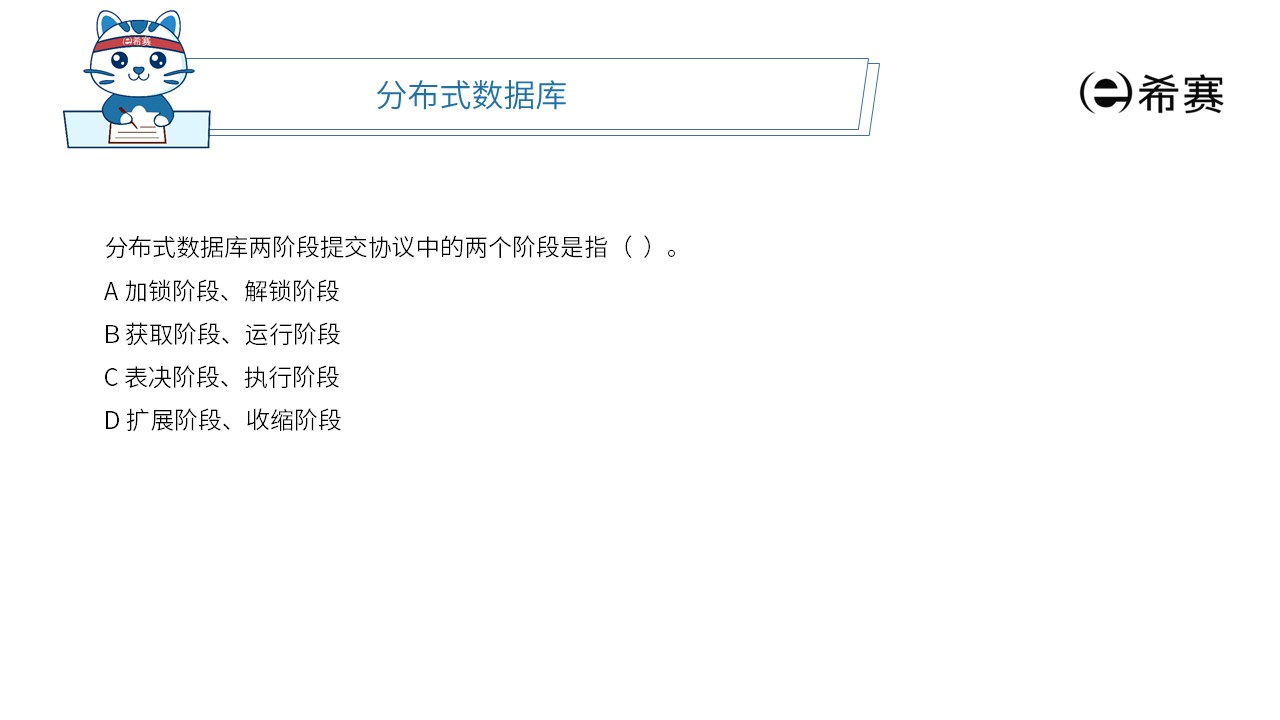 希赛
分布式数据库
希赛
分布式数据库两阶段提交协议中的两个阶段是指（ ）。
A 加锁阶段、解锁阶段
B 获取阶段、运行阶段
C 表决阶段、执行阶段
D 扩展阶段、收缩阶段